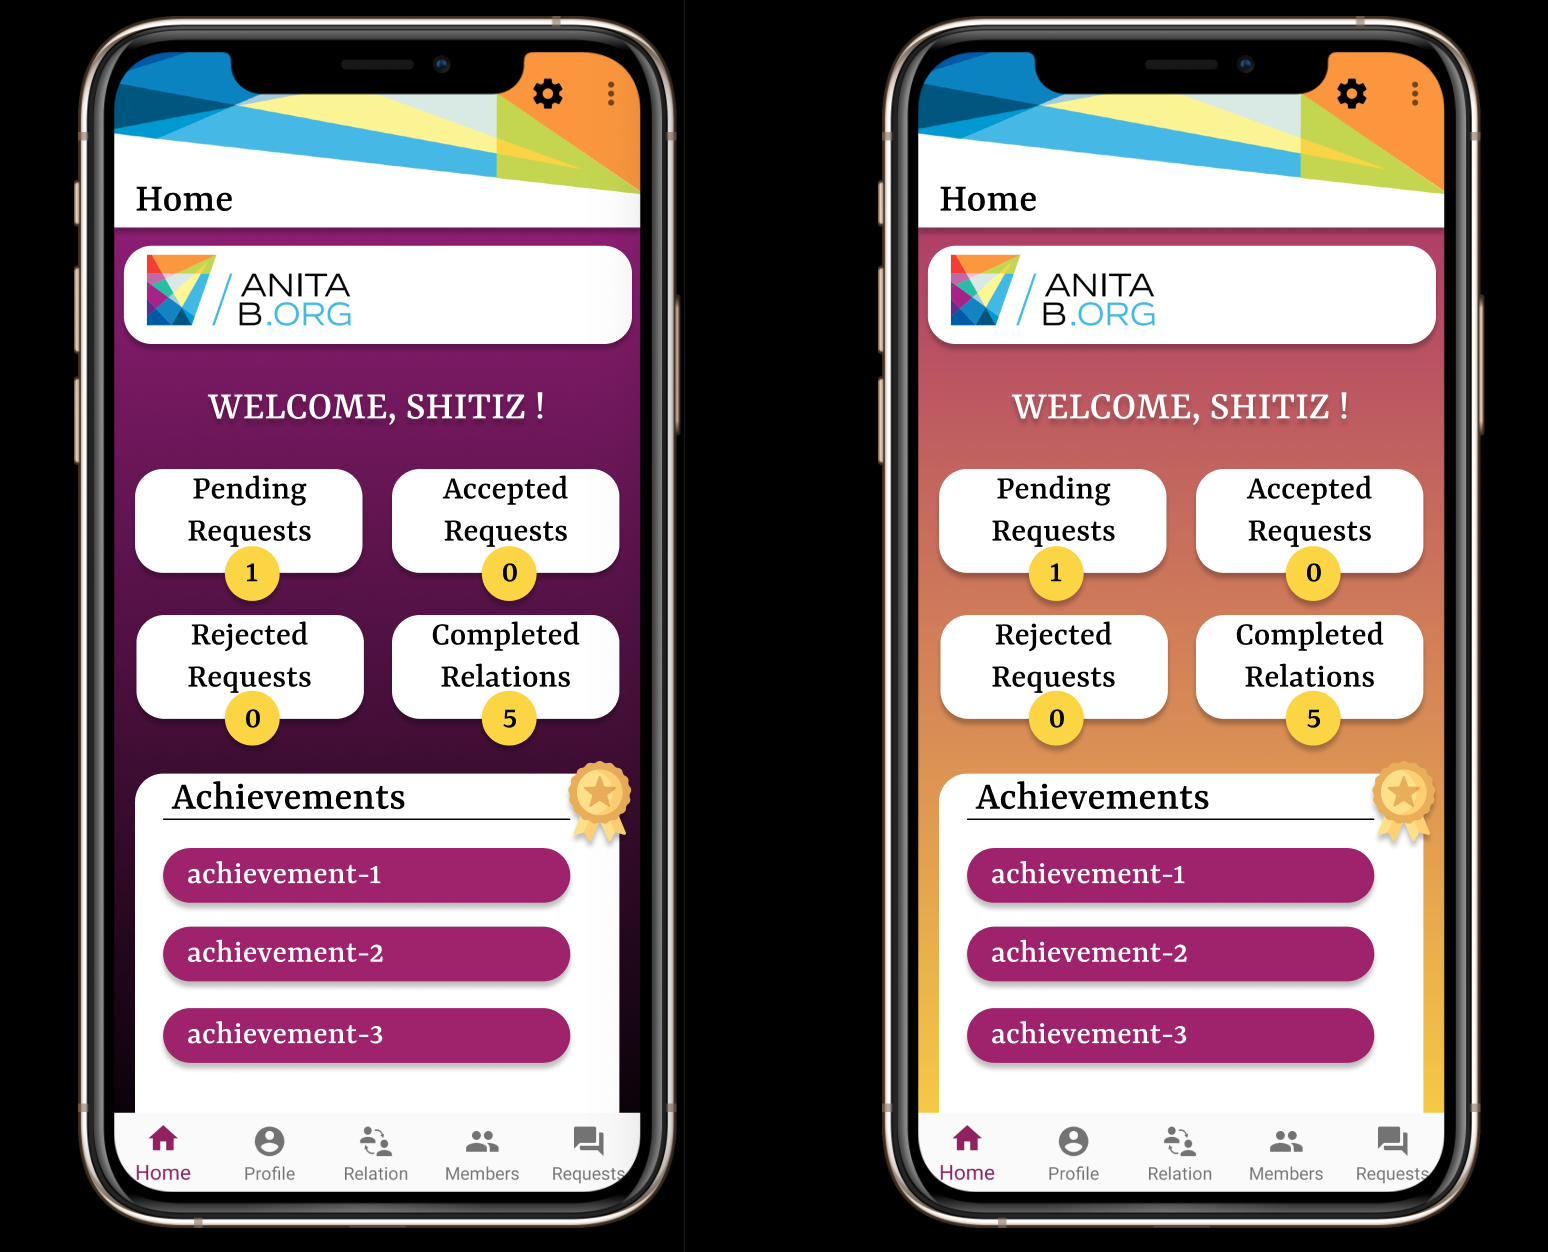 Home
ANITA
B.ORG
WELCOME, SHITIZ !
Pending
Requests
1
Accepted
Requests
0
Rejected
Requests
0
Completed
Relations
5
Achievements
achievement-1
achievement-2
achievement-3
Home
Profile
Relation
Members
Requests
Home
ANITA
B.ORG
WELCOME, SHITIZ !
Pending
Requests
1
Accepted
Requests
0
Rejected
Requests
0
Completed
Relations
5
Achievements
achievement-1
achievement-2
achievement-3
Home
Profile
Relation
Members
Requests